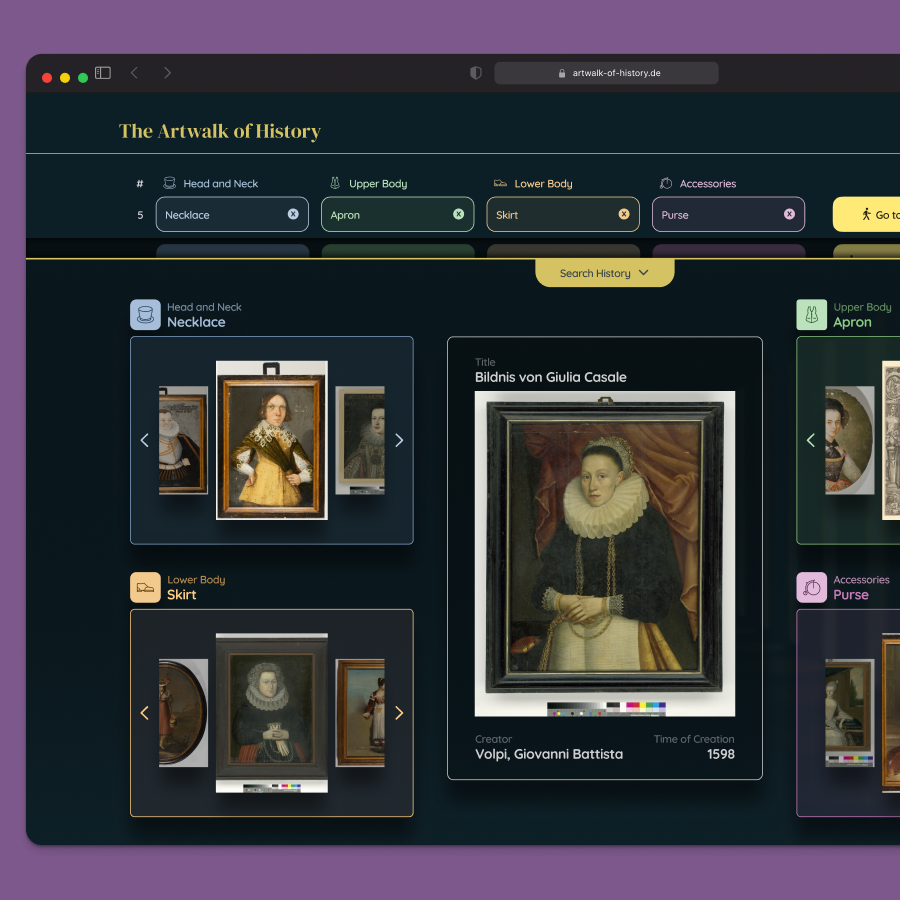 artwalk-of-history.de
The Artwalk of History
# Head and Neck Upper Body Lower Body Accessories
5 Necklace Apron Skirt Purse Go to
Search History
Head and Neck
Necklace
Upper Body
Apron
Title
Bildnis von Giulia Casale
Lower Body
Skirt
Accessories
Purse
Creator Time of Creation
Volpi, Giovanni Battista 1598